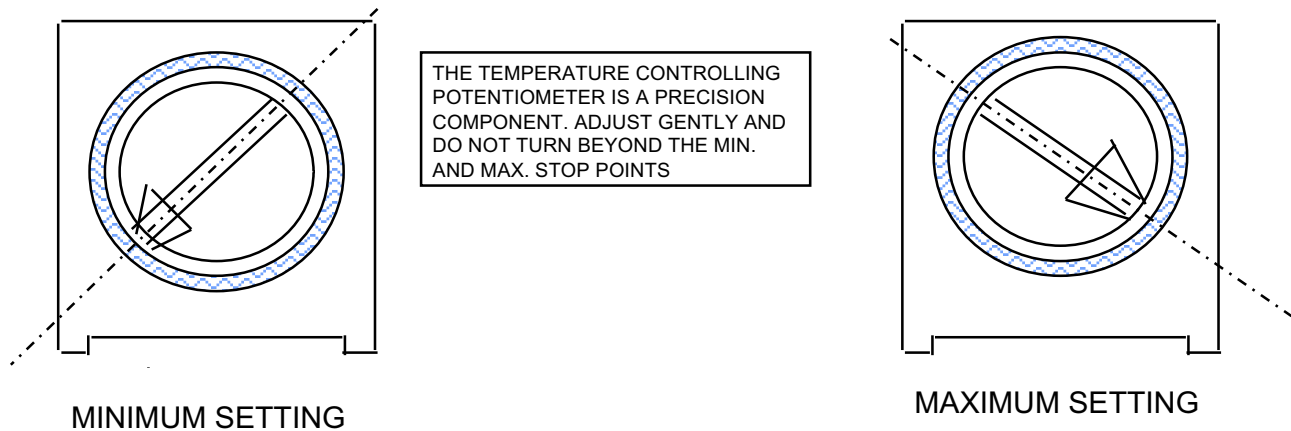 THE TEMPERATURE CONTROLLING
POTENTIOMETER IS A PRECISION
COMPONENT. ADJUST GENTLY AND
DO NOT TURN BEYOND THE MIN.
AND MAX. STOP POINTS
MINIMUM SETTING
MAXIMUM SETTING